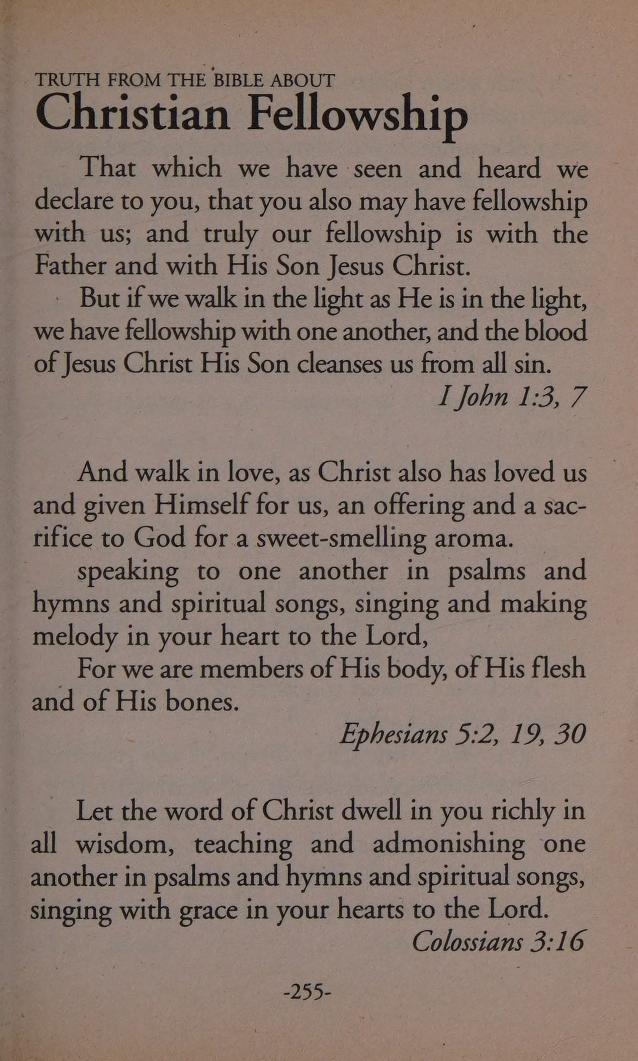 TRUTH FROM THE BIBLE ABOUT
Christian Fellowship
That which we have seen and heard we
declare to you, that you also may have fellowship
with us; and truly our fellowship is with the
Father and with His Son Jesus Christ.
But if we walk in the light as He is in the light,
we have fellowship with one another, and the blood
of Jesus Christ His Son cleanses us from all sin.
I John 1:3, 7
And walk in love, as Christ also has loved us
and given Himself for us, an offering and a sac-
rifice to God for a sweet-smelling aroma.
speaking to one another in psalms and
hymns and spiritual songs, singing and making
melody in your heart to the Lord,
For we are members of His body, of His flesh
and of His bones.
Ephesians 5:2, 19, 30
Let the word of Christ dwell in you richly in
all wisdom, teaching and admonishing one
another in psalms and hymns and spiritual songs,
singing with grace in your hearts to the Lord.
Colossians 3:16
-255-